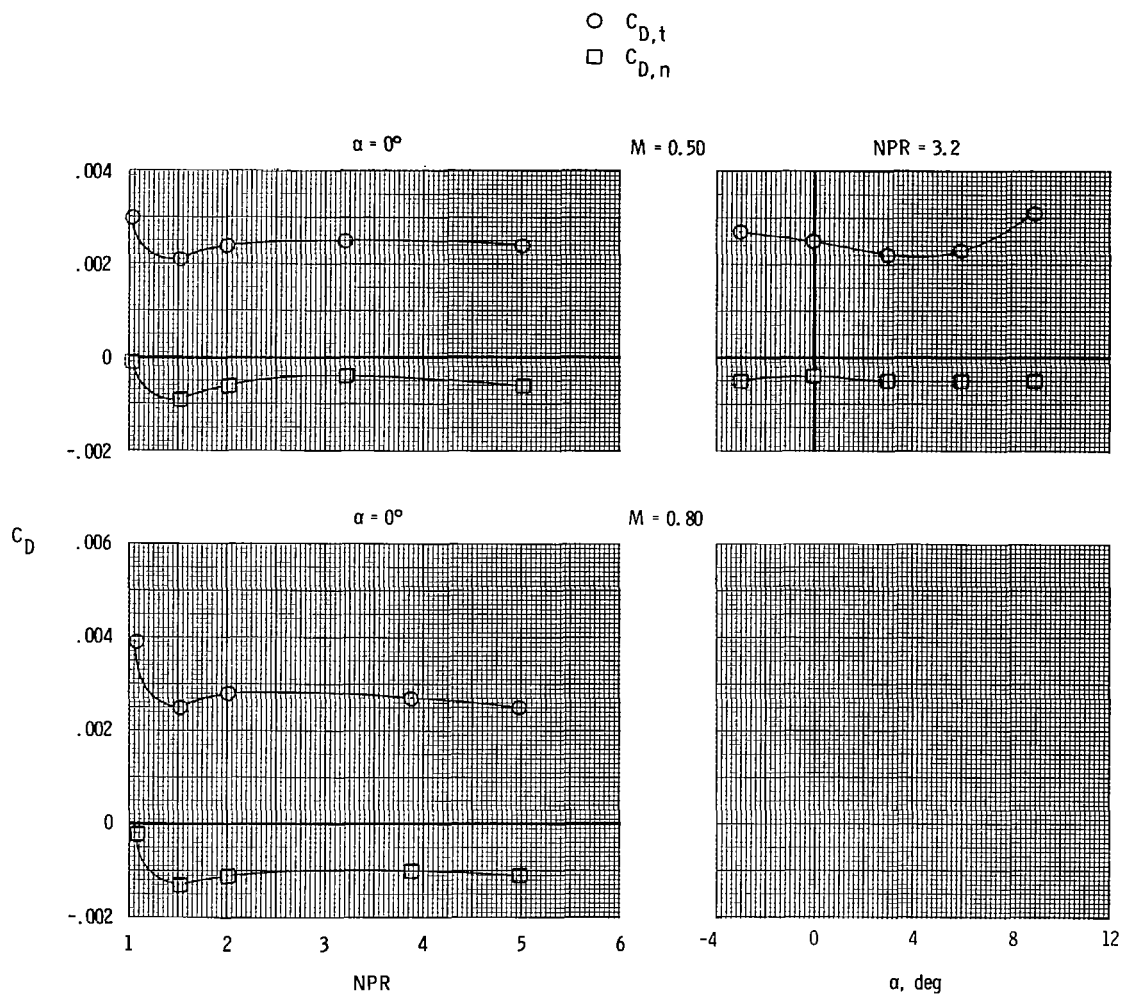 C_D,t
C_D,n
α = 0° M = 0.50 NPR = 3.2
.004
.002
0
-.002
α = 0° M = 0.80
C_D
.006
.004
.002
0
-.002
1 2 3 4 5 6
-4 0 4 8 12
NPR
α, deg